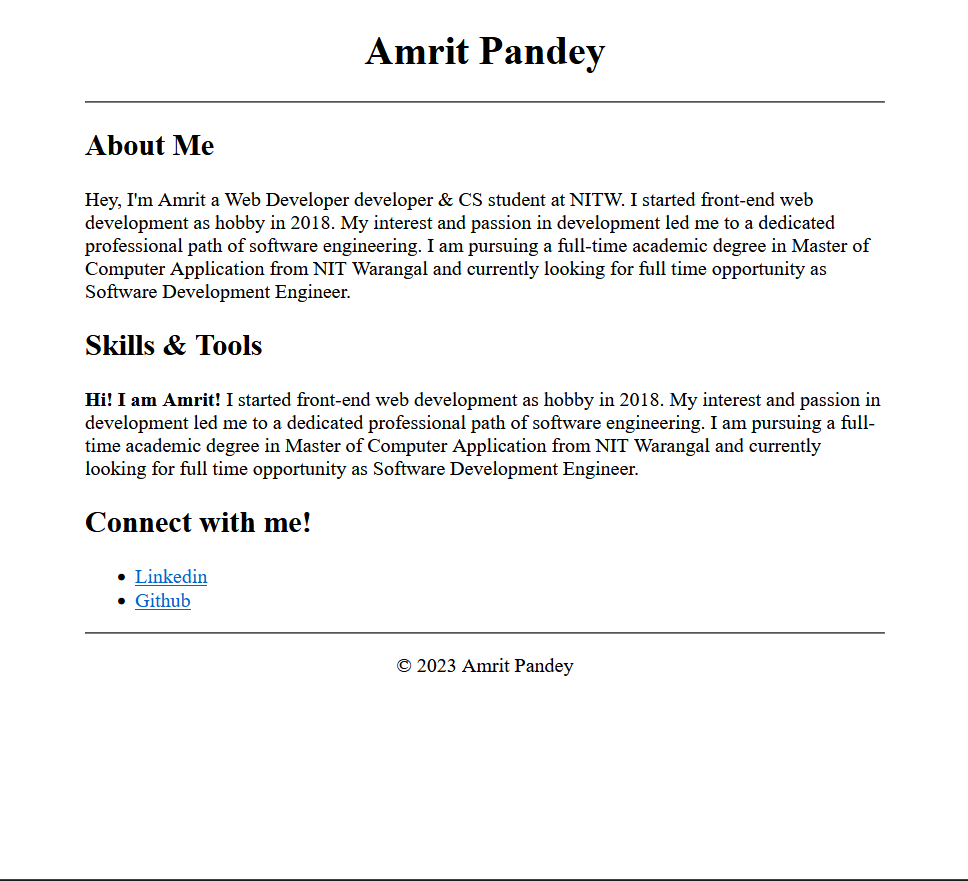 Amrit Pandey
About Me
Hey, I'm Amrit a Web Developer developer & CS student at NITW. I started front-end web
development as hobby in 2018. My interest and passion in development led me to a dedicated
professional path of software engineering. I am pursuing a full-time academic degree in Master of
Computer Application from NIT Warangal and currently looking for full time opportunity as
Software Development Engineer.
Skills & Tools
Hi! I am Amrit! I started front-end web development as hobby in 2018. My interest and passion in
development led me to a dedicated professional path of software engineering. I am pursuing a full-
time academic degree in Master of Computer Application from NIT Warangal and currently
looking for full time opportunity as Software Development Engineer.
Connect with me!
• Linkedin
• Github
© 2023 Amrit Pandey